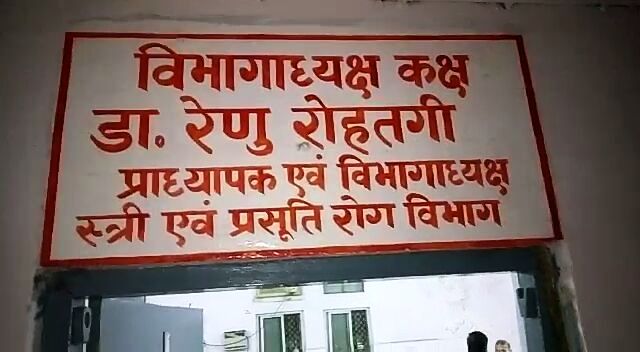 विभागाध्यक्ष कक्ष
डा. रेणु रोहतगी
प्राध्यापक एवं विभागाध्यक्ष
स्त्री एवं प्रसूति रोग विभाग